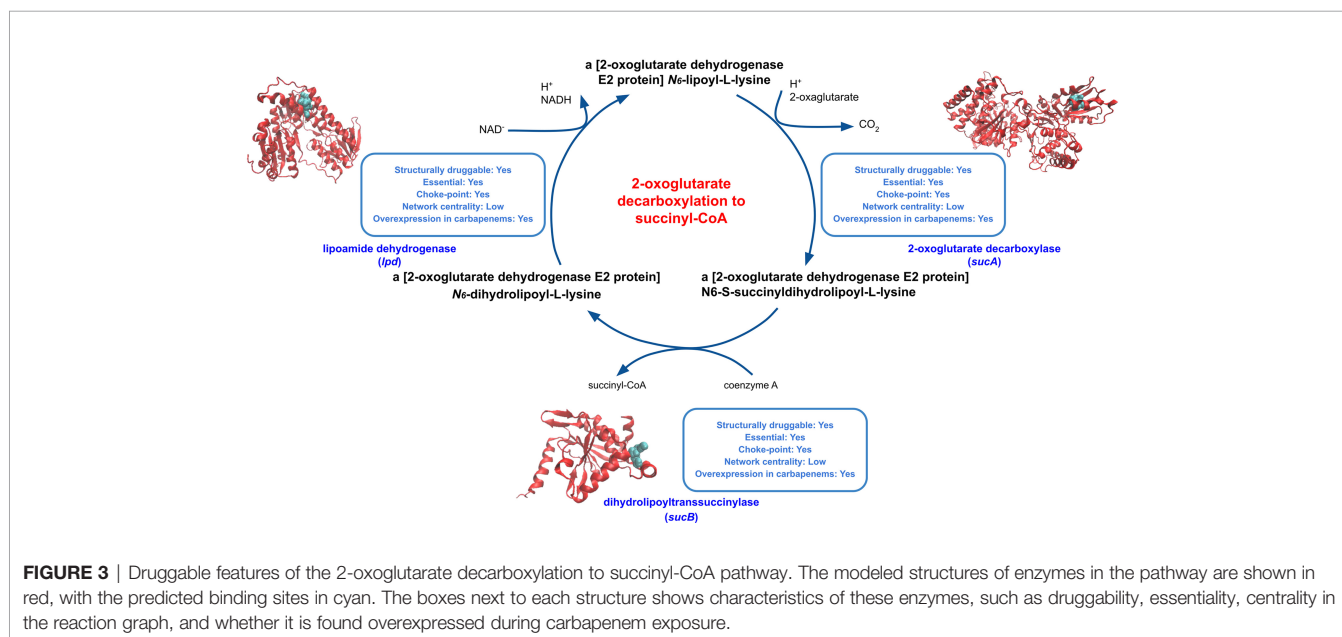 a [2-oxoglutarate dehydrogenase
E2 protein] N6-lipoyl-L-lysine
H+
NADH
NAD-
H+
2-oxaglutarate
CO2
Structurally druggable: Yes
Essential: Yes
Choke-point: Yes
Network centrality: Low
Overexpression in carbapenems: Yes
lipoamide dehydrogenase
(lpd)
2-oxoglutarate
decarboxylation to
succinyl-CoA
Structurally druggable: Yes
Essential: Yes
Choke-point: Yes
Network centrality: Low
Overexpression in carbapenems: Yes
2-oxoglutarate decarboxylase
(sucA)
a [2-oxoglutarate dehydrogenase E2 protein]
N6-dihydrolipoyl-L-lysine
a [2-oxoglutarate dehydrogenase E2 protein]
N6-S-succinyldihydrolipoyl-L-lysine
succinyl-CoA
coenzyme A
Structurally druggable: Yes
Essential: Yes
Choke-point: Yes
Network centrality: Low
Overexpression in carbapenems: Yes
dihydrolipoyltranssuccinylase
(sucB)
FIGURE 3 | Druggable features of the 2-oxoglutarate decarboxylation to succinyl-CoA pathway. The modeled structures of enzymes in the pathway are shown in
red, with the predicted binding sites in cyan. The boxes next to each structure shows characteristics of these enzymes, such as druggability, essentiality, centrality in
the reaction graph, and whether it is found overexpressed during carbapenem exposure.